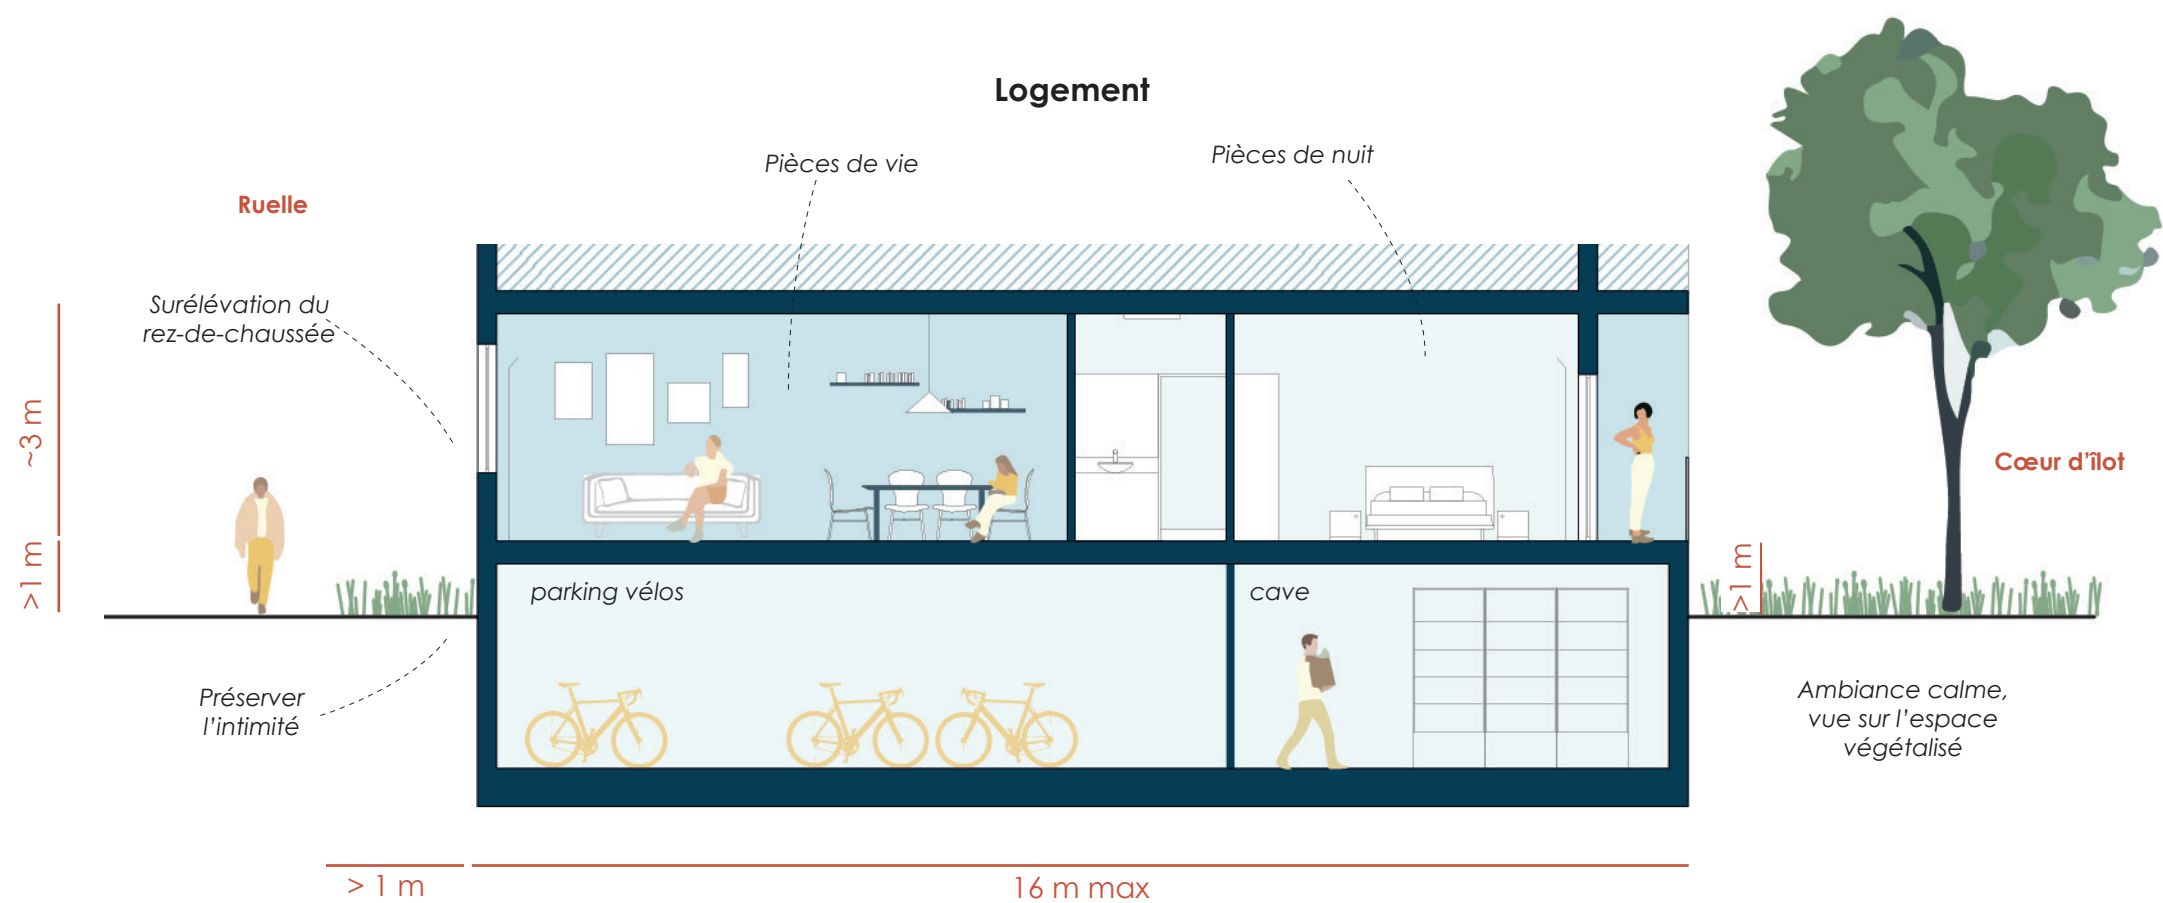 Logement
Pièces de vie
Pièces de nuit
Ruelle
Surélévation du
rez-de-chaussée
~3 m
>1 m
Cœur d'îlot
>1 m
parking vélos
cave
Préserver
l'intimité
Ambiance calme,
vue sur l'espace
végétalisé
> 1 m
16 m max